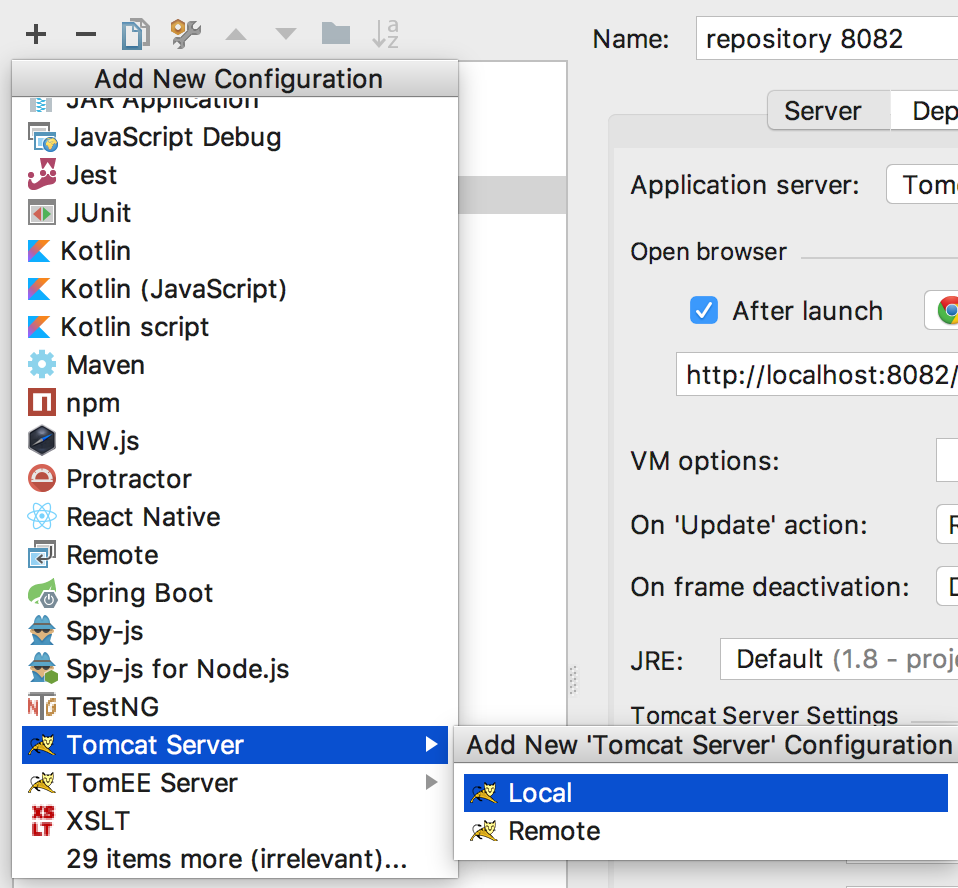 Name:
repository 8082
Add New Configuration
JAR Application
JavaScript Debug
Jest
JUnit
Kotlin
Kotlin (JavaScript)
Kotlin script
Maven
npm
NW.js
Protractor
React Native
Remote
Spring Boot
Spy-js
Spy-js for Node.js
TestNG
Tomcat Server
TomEE Server
XSLT
29 items more (irrelevant)...
Server
Dep
Application server:
Tom
Open browser
After launch
http://localhost:8082/
VM options:
On 'Update' action:
R
On frame deactivation:
D
JRE:
Default (1.8 - proj
Tomcat Server Settings
Add New 'Tomcat Server' Configuration
Local
Remote